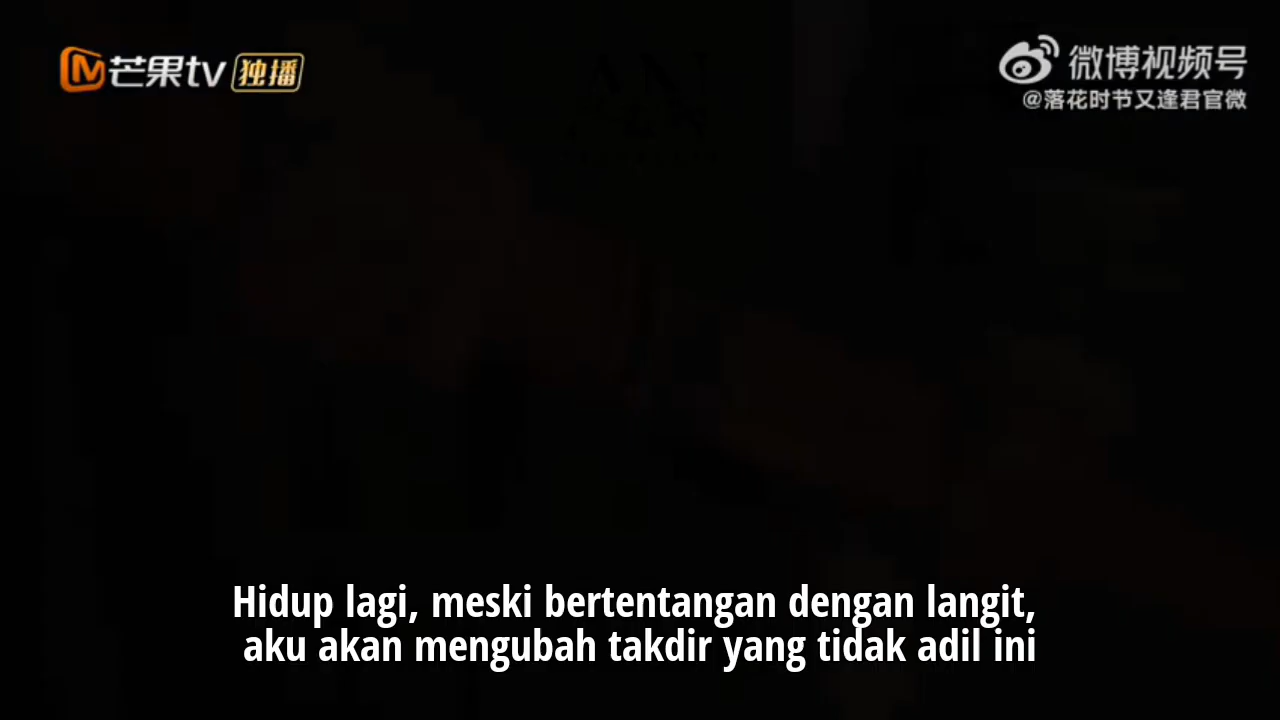 芒果tv 独播
微博视频号
@落花时节又逢君官微
Hidup lagi, meski bertentangan dengan langit,
aku akan mengubah takdir yang tidak adil ini